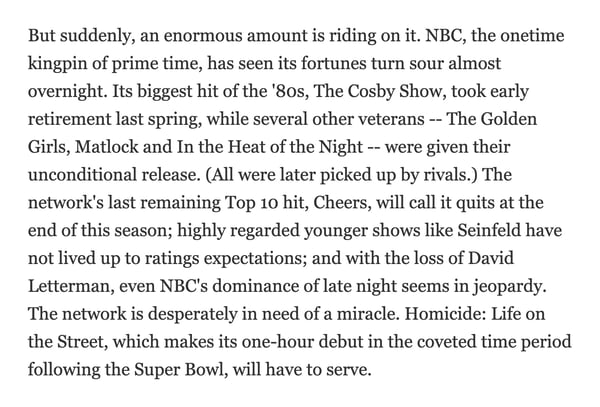 But suddenly, an enormous amount is riding on it. NBC, the onetime
kingpin of prime time, has seen its fortunes turn sour almost
overnight. Its biggest hit of the '80s, The Cosby Show, took early
retirement last spring, while several other veterans -- The Golden
Girls, Matlock and In the Heat of the Night -- were given their
unconditional release. (All were later picked up by rivals.) The
network's last remaining Top 10 hit, Cheers, will call it quits at the
end of this season; highly regarded younger shows like Seinfeld have
not lived up to ratings expectations; and with the loss of David
Letterman, even NBC's dominance of late night seems in jeopardy.
The network is desperately in need of a miracle. Homicide: Life on
the Street, which makes its one-hour debut in the coveted time period
following the Super Bowl, will have to serve.